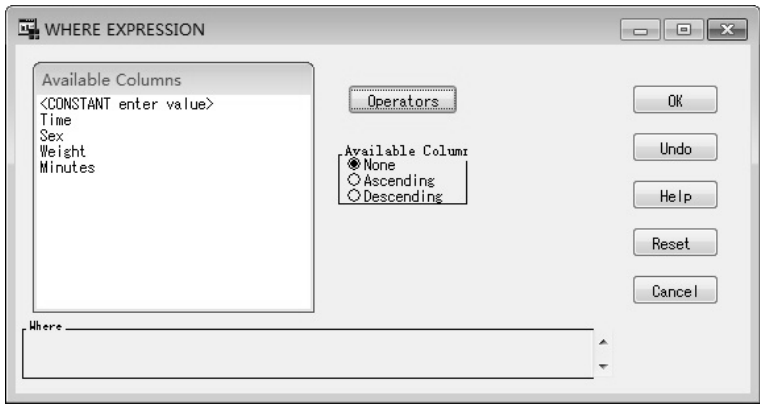 WHERE EXPRESSION
Available Columns
<CONSTANT enter value>
Time
Sex
Weight
Minutes
Operators
Available Colum
None
Ascending
Descending
OK
Undo
Help
Reset
Cancel
Where